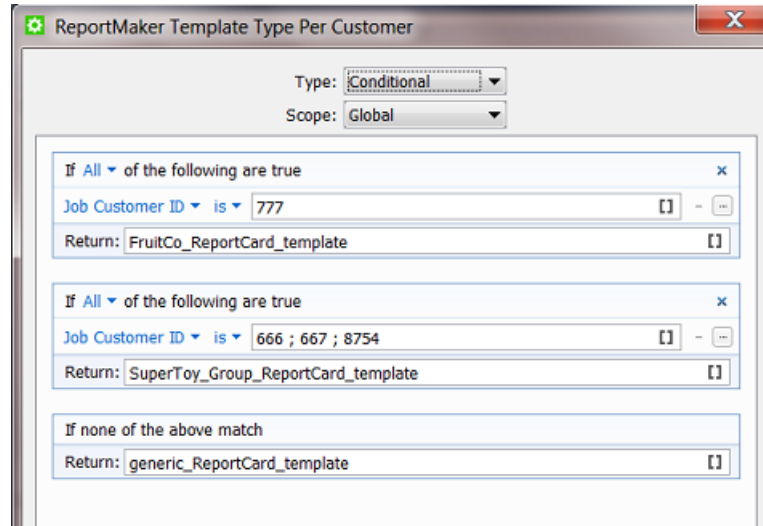 ReportMaker Template Type Per Customer
Type: Conditional
Scope: Global
If All of the following are true
Job Customer ID is 777 []
Return: FruitCo_ReportCard_template []
If All of the following are true
Job Customer ID is 666 ; 667 ; 8754 []
Return: SuperToy_Group_ReportCard_template []
If none of the above match
Return: generic_ReportCard_template []